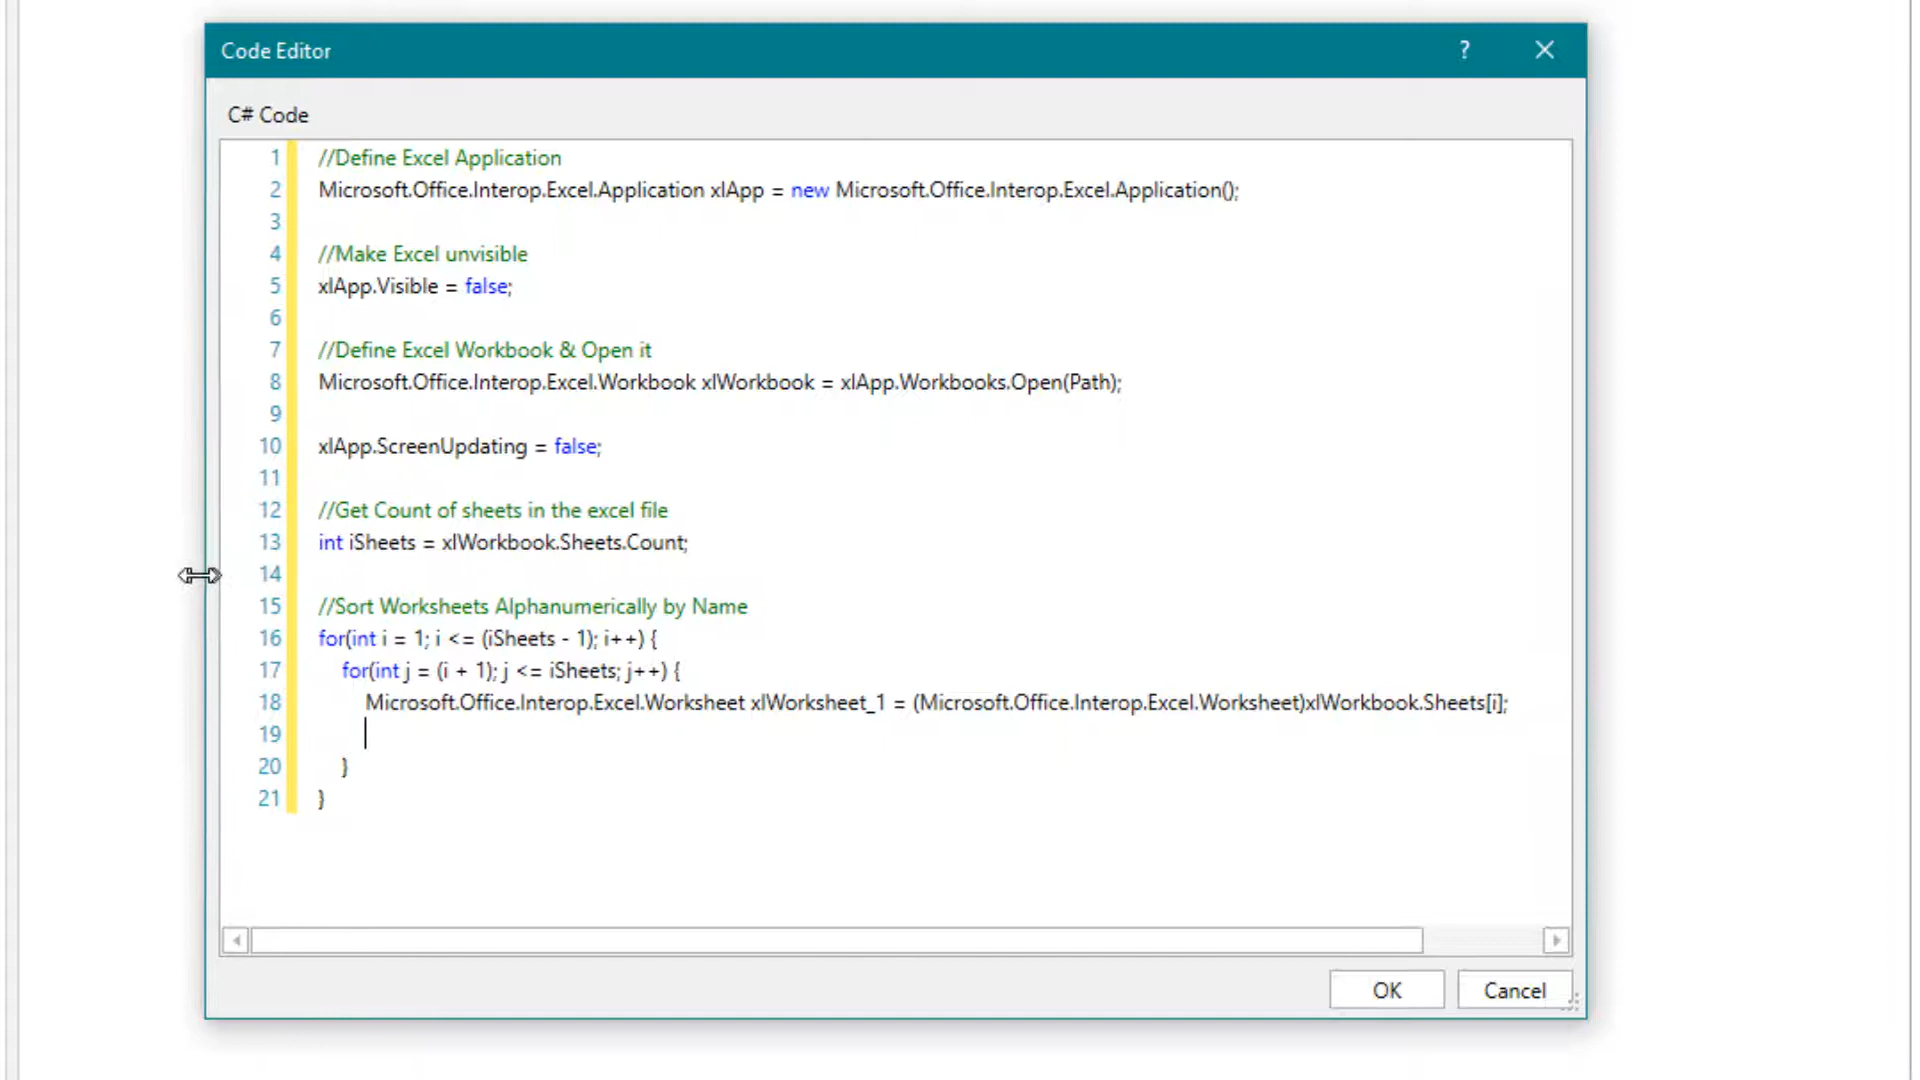 Code Editor
?
C# Code
1 //Define Excel Application
2 Microsoft.Office.Interop.Excel.Application xlApp = new Microsoft.Office.Interop.Excel.Application();
3
4 //Make Excel unvisible
5 xlApp.Visible = false;
6
7 //Define Excel Workbook & Open it
8 Microsoft.Office.Interop.Excel.Workbook xlWorkbook = xlApp.Workbooks.Open(Path);
9
10 xlApp.ScreenUpdating = false;
11
12 //Get Count of sheets in the excel file
13 int iSheets = xlWorkbook.Sheets.Count;
14
15 //Sort Worksheets Alphanumerically by Name
16 for(int i = 1; i <= (iSheets - 1); i++) {
17 for(int j = (i + 1); j <= iSheets; j++) {
18 Microsoft.Office.Interop.Excel.Worksheet xlWorksheet_1 = (Microsoft.Office.Interop.Excel.Worksheet)xlWorkbook.Sheets[i];
19
20 }
21 }
OK Cancel